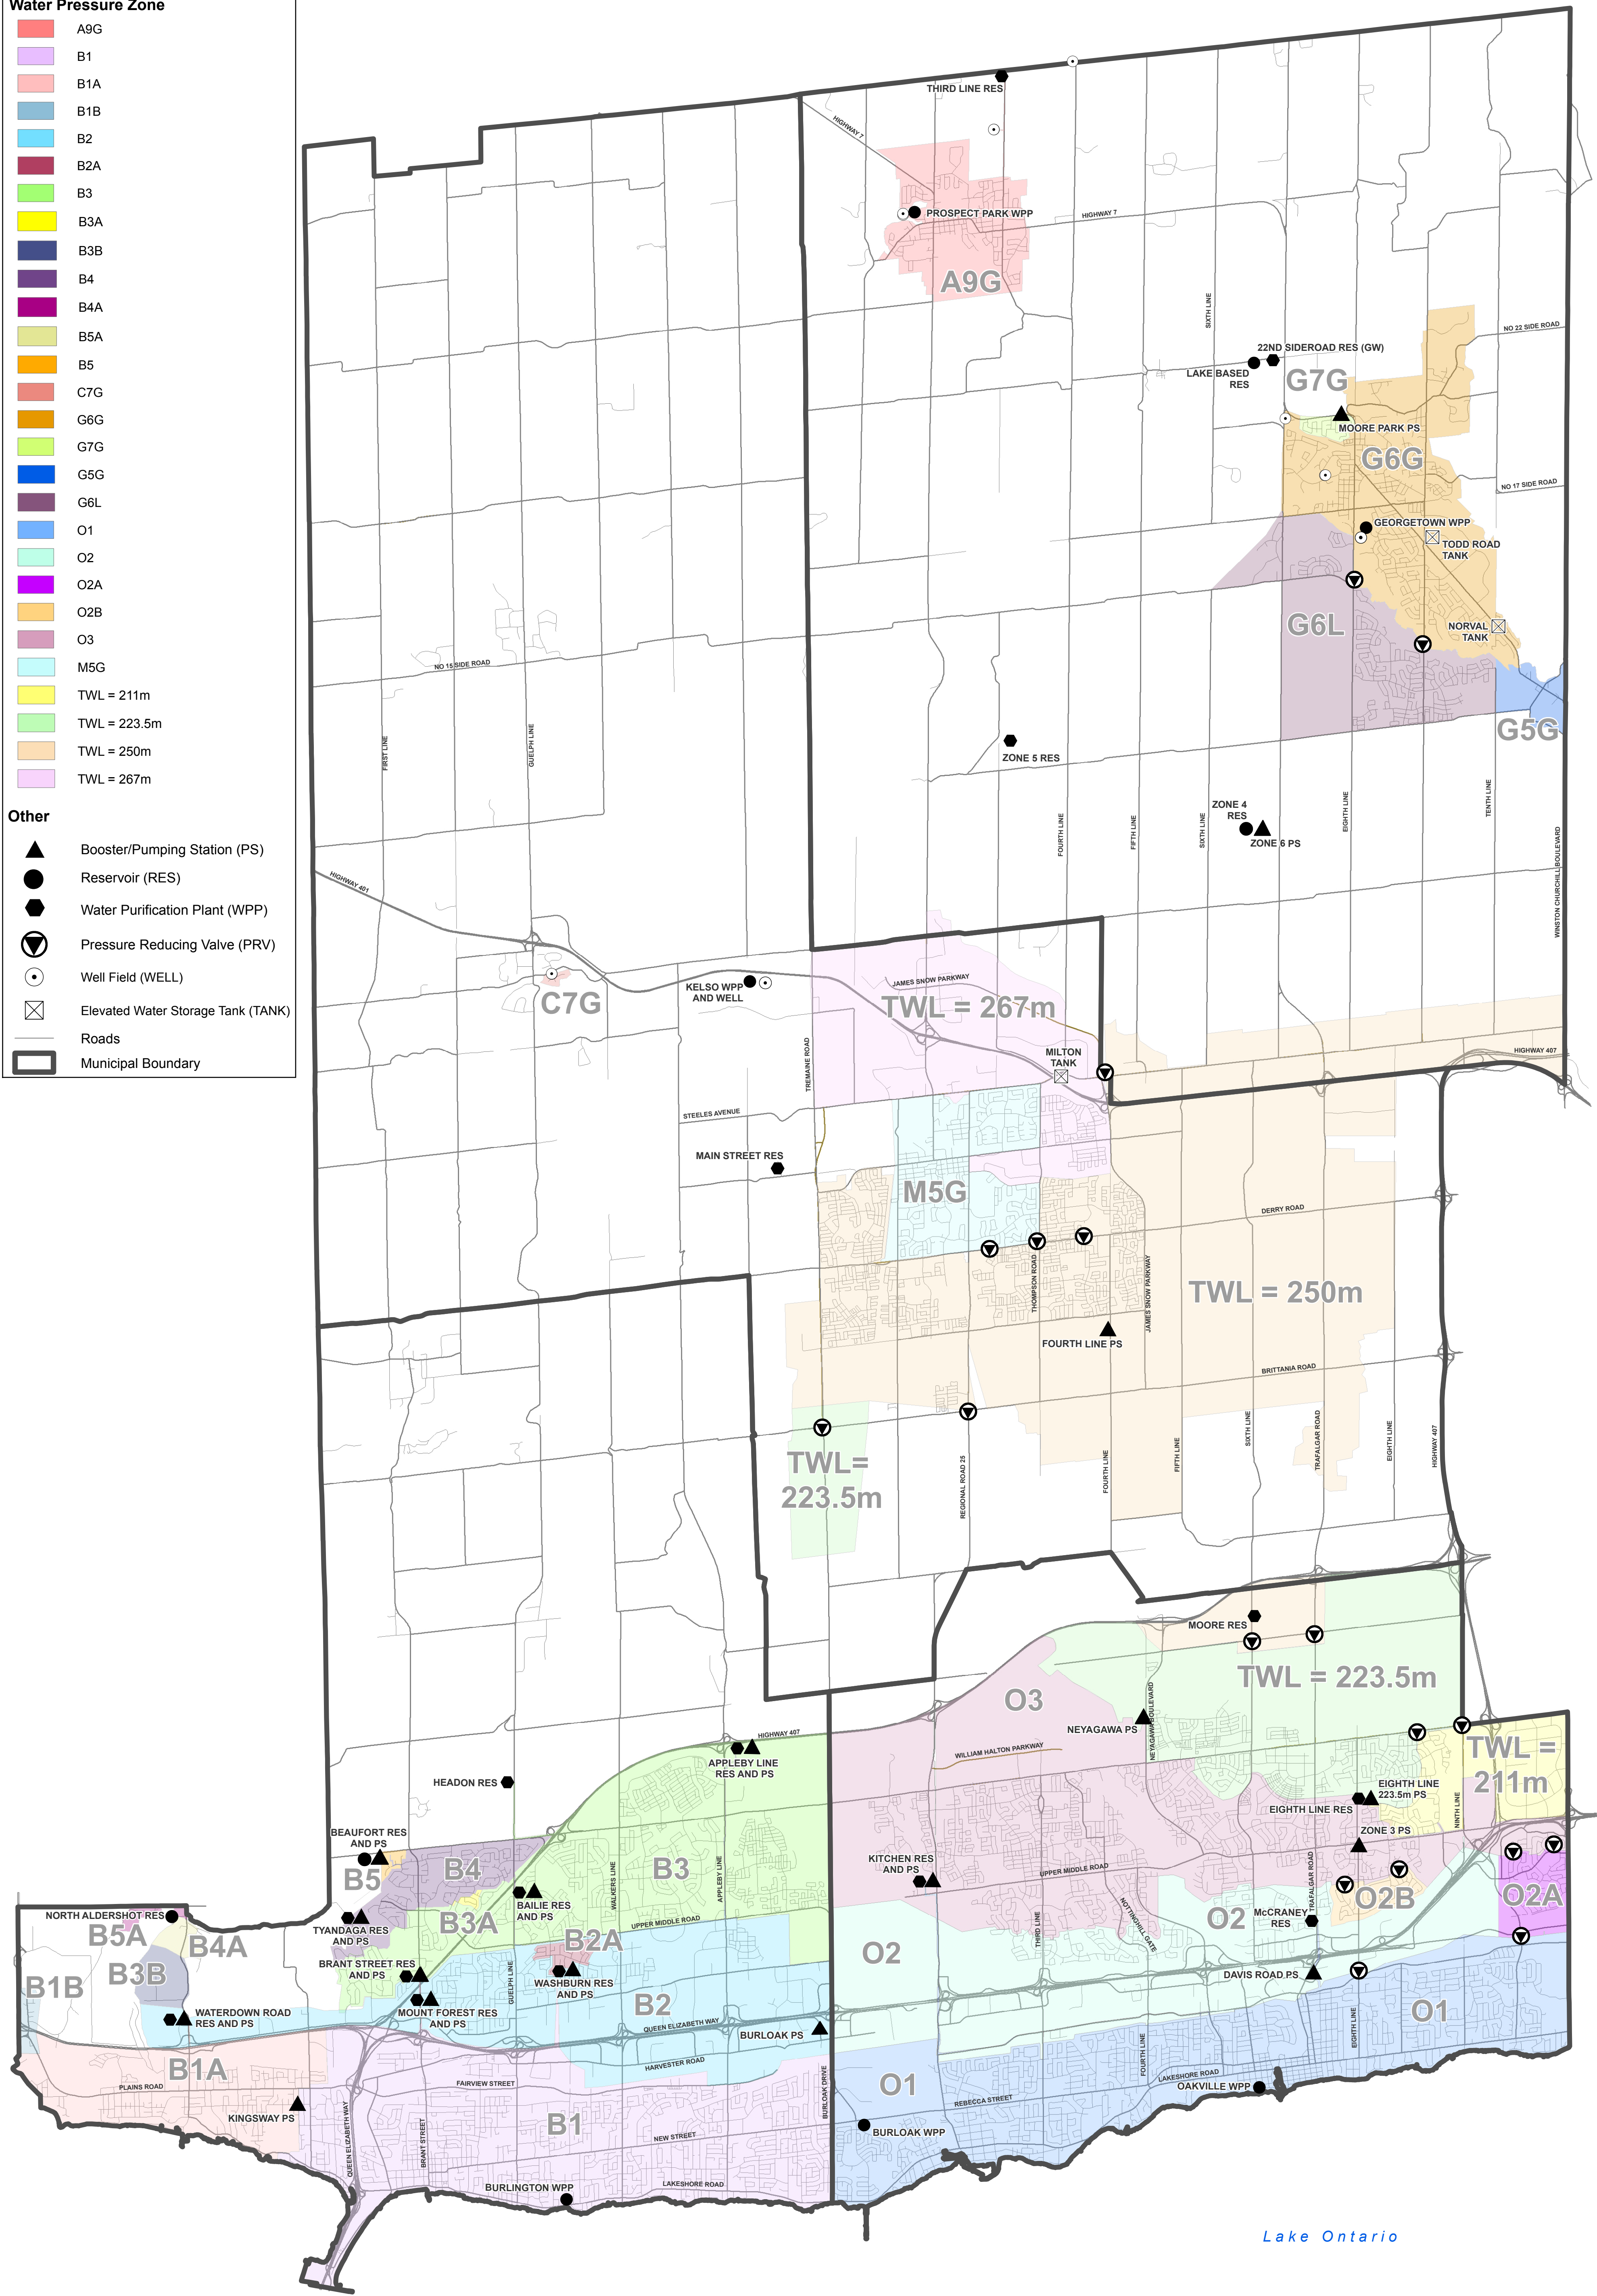 Water Pressure Zone
A9G
B1
B1A
B1B
B2
B2A
B3
B3A
B3B
B4
B4A
B5A
B5
C7G
G6G
G7G
G5G
G6L
O1
O2
O2A
O2B
O3
M5G
TWL = 211m
TWL = 223.5m
TWL = 250m
TWL = 267m
Other
Booster/Pumping Station (PS)
Reservoir (RES)
Water Purification Plant (WPP)
Pressure Reducing Valve (PRV)
Well Field (WELL)
Elevated Water Storage Tank (TANK)
Roads
Municipal Boundary
THIRD LINE RES
HIGHWAY 7
PROSPECT PARK WPP
HIGHWAY 7
A9G
SIXTH LINE
NO 22 SIDE ROAD
22ND SIDEROAD RES (GW)
LAKE BASED
RES
G7G
MOORE PARK PS
G6G
NO 17 SIDE ROAD
GEORGETOWN WPP
TODD ROAD
TANK
G6L
NORVAL
TANK
NO 15 SIDE ROAD
G5G
FIRST LINE
GUELPH LINE
ZONE 5 RES
ZONE 4
RES
ZONE 6 PS
FOURTH LINE
FIFTH LINE
SIXTH LINE
EIGHTH LINE
TENTH LINE
WINSTON CHURCHILL BOULEVARD
HIGHWAY 401
C7G
KELSO WPP
AND WELL
JAMES SNOW PARKWAY
TWL = 267m
TREMAINE ROAD
MILTON
TANK
HIGHWAY 407
STEELES AVENUE
MAIN STREET RES
M5G
DERRY ROAD
THOMPSON ROAD
JAMES SNOW PARKWAY
TWL = 250m
FOURTH LINE PS
BRITTANIA ROAD
TWL=
223.5m
REGIONAL ROAD 25
FOURTH LINE
FIFTH LINE
SIXTH LINE
TRAFALGAR ROAD
EIGHTH LINE
HIGHWAY 407
MOORE RES
TWL = 223.5m
O3
NEYAGAWA PS
NEYAGAWA BOULEVARD
HIGHWAY 407
APPLEBY LINE
RES AND PS
WILLIAM HALTON PARKWAY
TWL =
211m
HEADON RES
EIGHTH LINE
223.5m PS
EIGHTH LINE RES
NINTH LINE
ZONE 3 PS
BEAUFORT RES
AND PS
B5
B4
B3
WALKERS LINE
APPLEBY LINE
KITCHEN RES
AND PS
UPPER MIDDLE ROAD
TRAFALGAR ROAD
O2B
O2A
BAILIE RES
AND PS
B3A
UPPER MIDDLE ROAD
NORTH ALDERSHOT RES
B5A
B4A
TYANDAGA RES
AND PS
B2A
THIRD LINE
NOTTINGHILL GATE
O2
McCRANEY
RES
O2
B3B
B1B
BRANT STREET RES
AND PS
GUELPH LINE
WASHBURN RES
AND PS
DAVIS ROAD PS
WATERDOWN ROAD
RES AND PS
MOUNT FOREST RES
AND PS
B2
QUEEN ELIZABETH WAY
BURLOAK PS
O1
EIGHTH LINE
B1A
HARVESTER ROAD
PLAINS ROAD
FAIRVIEW STREET
BURLOAK DRIVE
O1
FOURTH LINE
LAKESHORE ROAD
OAKVILLE WPP
REBECCA STREET
KINGSWAY PS
QUEEN ELIZABETH WAY
BRANT STREET
B1
NEW STREET
BURLOAK WPP
BURLINGTON WPP
LAKESHORE ROAD
Lake Ontario